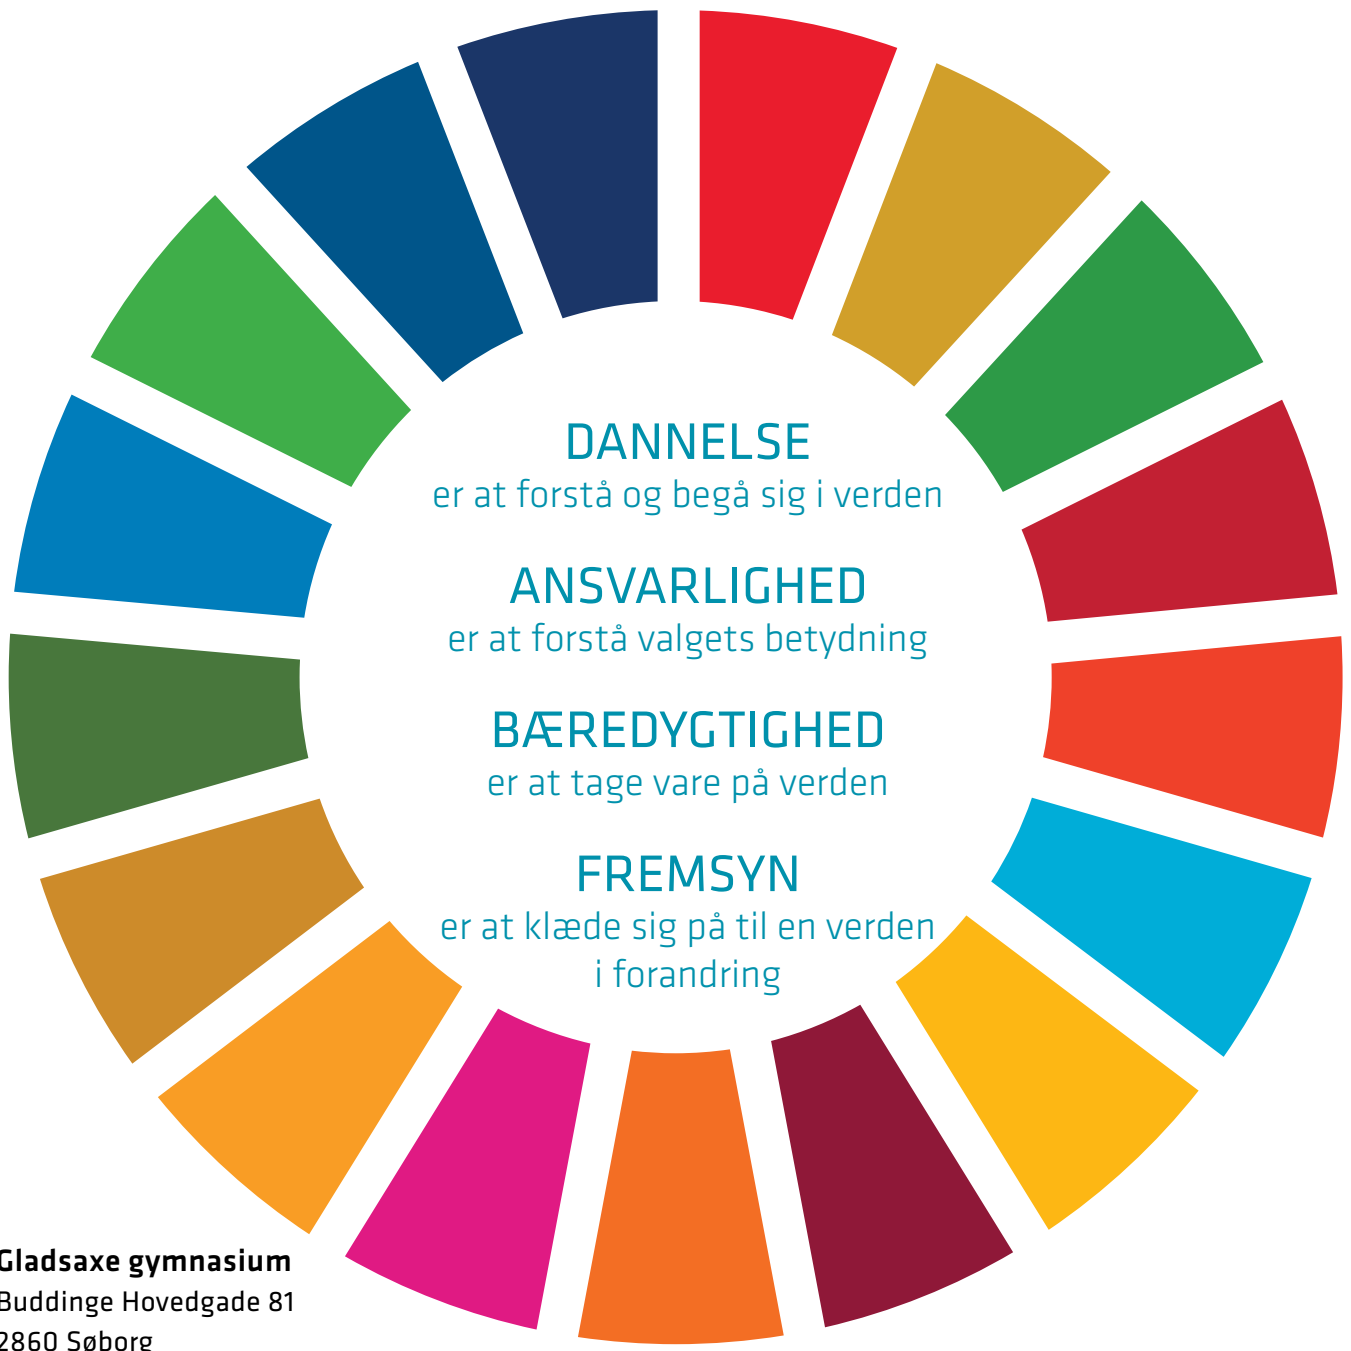 DANNELSE
er at forstå og begå sig i verden
ANSVARLIGHED
er at forstå valgets betydning
BÆREDYGTIGHED
er at tage vare på verden
FREMSYN
er at klæde sig på til en verden
i forandring
Gladsaxe gymnasium
Buddinge Hovedgade 81
2860 Søborg